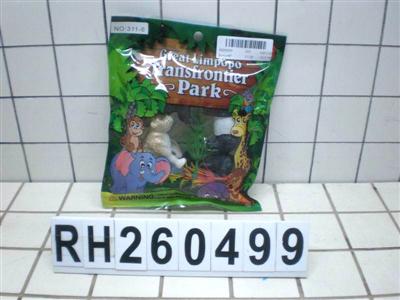 NO:311-6
Great Limpopo
Transfrontier
Park
WARNING
RH260499